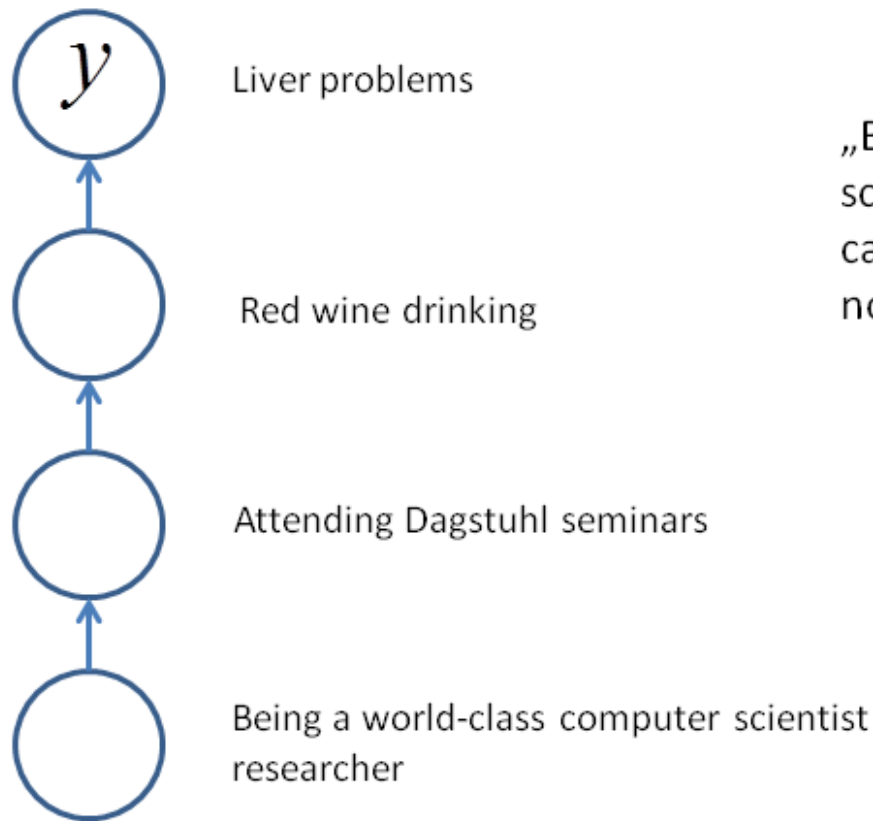 y
Liver problems
Red wine drinking
Attending Dagstuhl seminars
Being a world-class computer scientist
researcher